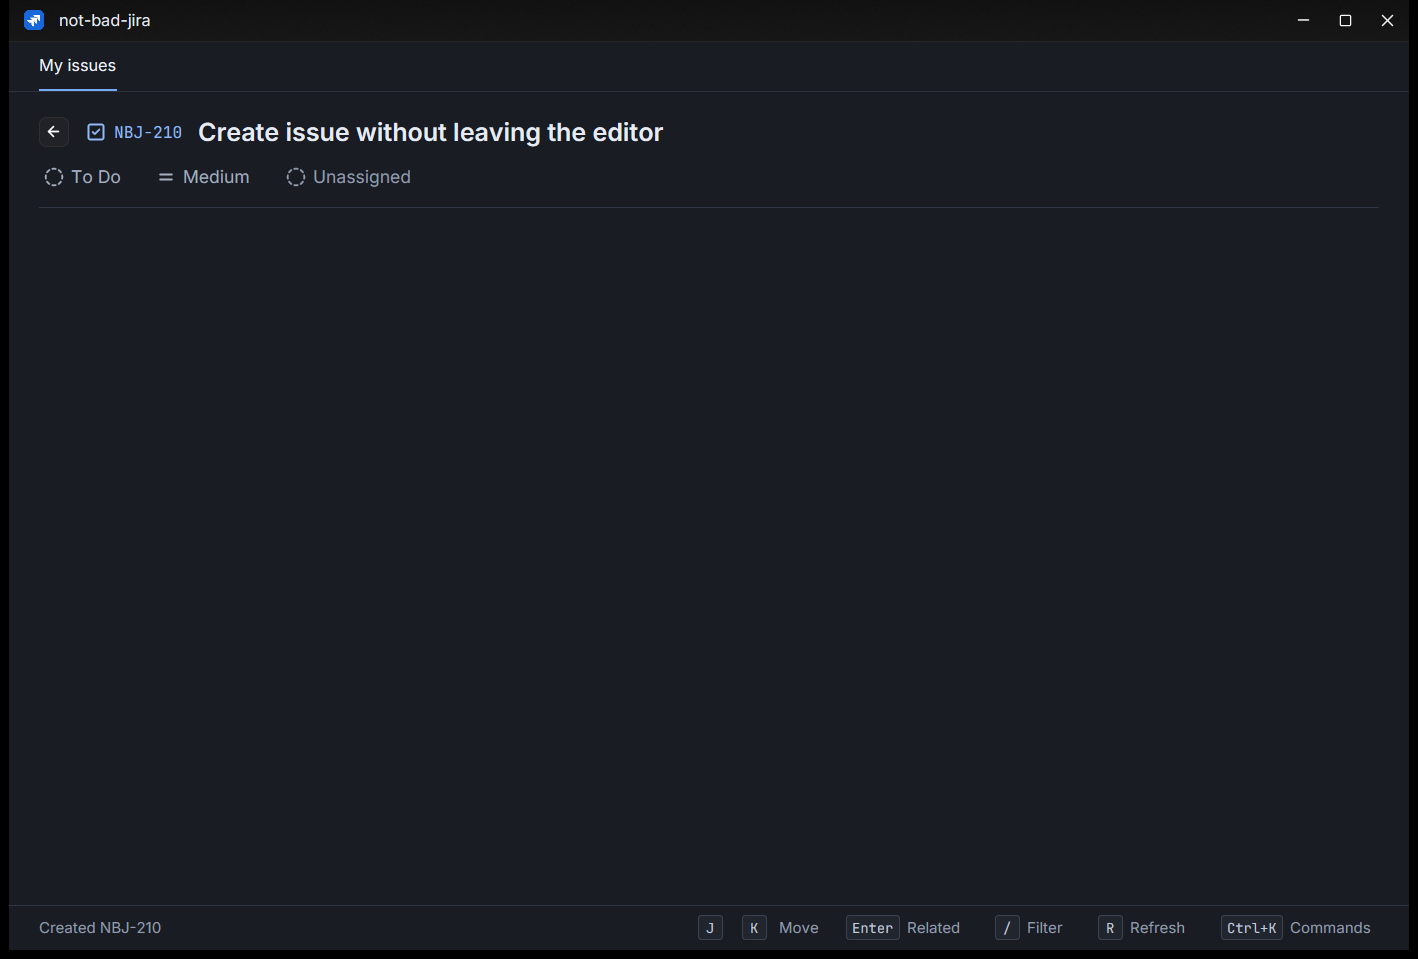 not-bad-jira
My issues
NBJ-210 Create issue without leaving the editor
To Do Medium Unassigned
Created NBJ-210 J K Move Enter Related / Filter R Refresh Ctrl+K Commands